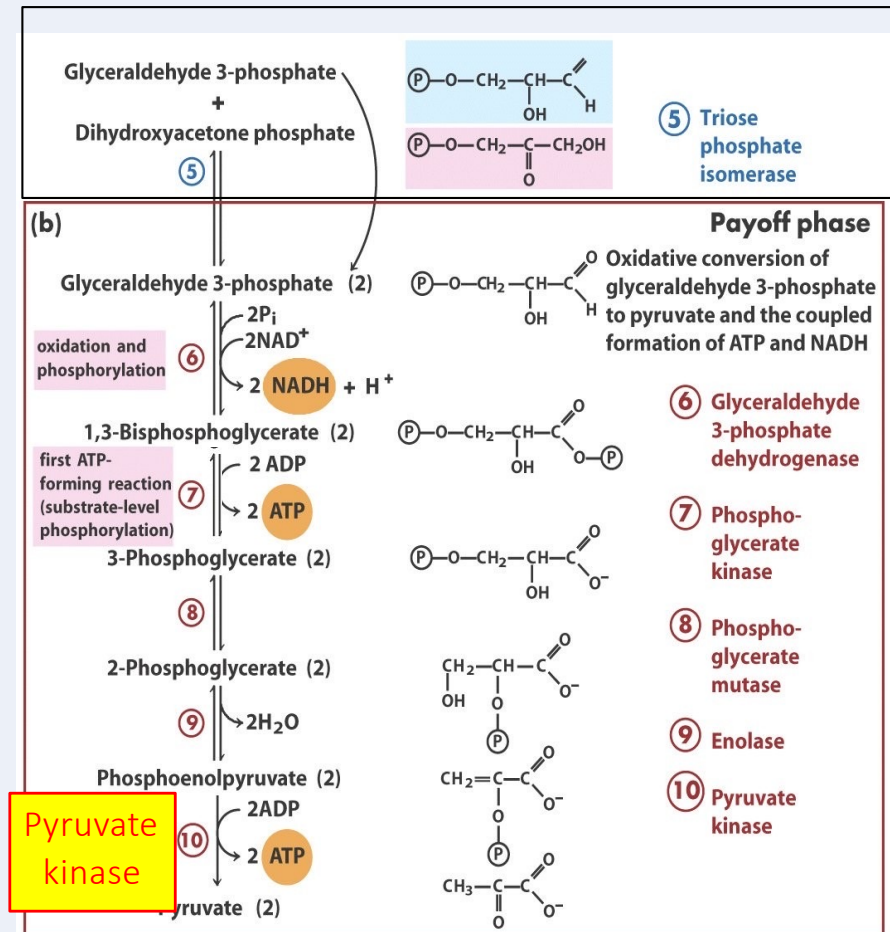 Glyceraldehyde 3-phosphate
+
Dihydroxyacetone phosphate
5
P—O—CH₂—CH—C
OH
H
P—O—CH₂—C—CH₂OH
O
5 Triose
phosphate
isomerase
(b)
Payoff phase
Oxidative conversion of
glyceraldehyde 3-phosphate
to pyruvate and the coupled
formation of ATP and NADH
Glyceraldehyde 3-phosphate (2)
2Pᵢ
2NAD⁺
oxidation and
phosphorylation
6
2 NADH + H⁺
P—O—CH₂—CH—C
O
H
OH
1,3-Bisphosphoglycerate (2)
first ATP-
forming reaction
(substrate-level
phosphorylation)
7
2 ADP
2 ATP
P—O—CH₂—CH—C
O
OH
O—P
3-Phosphoglycerate (2)
P—O—CH₂—CH—C
O
OH
O⁻
8
2-Phosphoglycerate (2)
CH₂—CH—C
O
OH
O
O⁻
P
9
2H₂O
Phosphoenolpyruvate (2)
CH₂=C—C
O
O
O⁻
P
10
2ADP
2 ATP
Pyruvate
kinase
yruvate (2)
CH₃—C—C
O
O
O⁻
6 Glyceraldehyde
3-phosphate
dehydrogenase
7 Phospho-
glycerate
kinase
8 Phospho-
glycerate
mutase
9 Enolase
10 Pyruvate
kinase